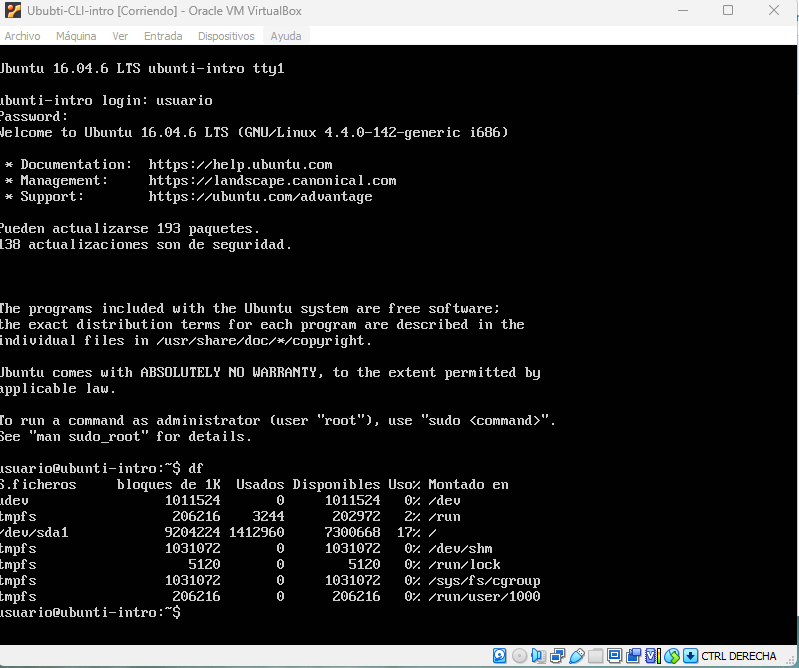 Ububti-CLI-intro [Corriendo] - Oracle VM VirtualBox
Archivo Máquina Ver Entrada Dispositivos Ayuda
Ubuntu 16.04.6 LTS ubunti-intro tty1
ubunti-intro login: usuario
Password:
Welcome to Ubuntu 16.04.6 LTS (GNU/Linux 4.4.0-142-generic i686)
* Documentation: https://help.ubuntu.com
* Management: https://landscape.canonical.com
* Support: https://ubuntu.com/advantage
Pueden actualizarse 193 paquetes.
138 actualizaciones son de seguridad.
The programs included with the Ubuntu system are free software;
the exact distribution terms for each program are described in the
individual files in /usr/share/doc/*/copyright.
Ubuntu comes with ABSOLUTELY NO WARRANTY, to the extent permitted by
applicable law.
To run a command as administrator (user "root"), use "sudo <command>".
See "man sudo_root" for details.
usuario@ubunti-intro:~$ df
S.ficheros bloques de 1K Usados Disponibles Uso% Montado en
udev 1011524 0 1011524 0% /dev
tmpfs 206216 3244 202972 2% /run
/dev/sda1 9204224 1412960 7300668 17% /
tmpfs 1031072 0 1031072 0% /dev/shm
tmpfs 5120 0 5120 0% /run/lock
tmpfs 1031072 0 1031072 0% /sys/fs/cgroup
tmpfs 206216 0 206216 0% /run/user/1000
usuario@ubunti-intro:~$
CTRL DERECHA